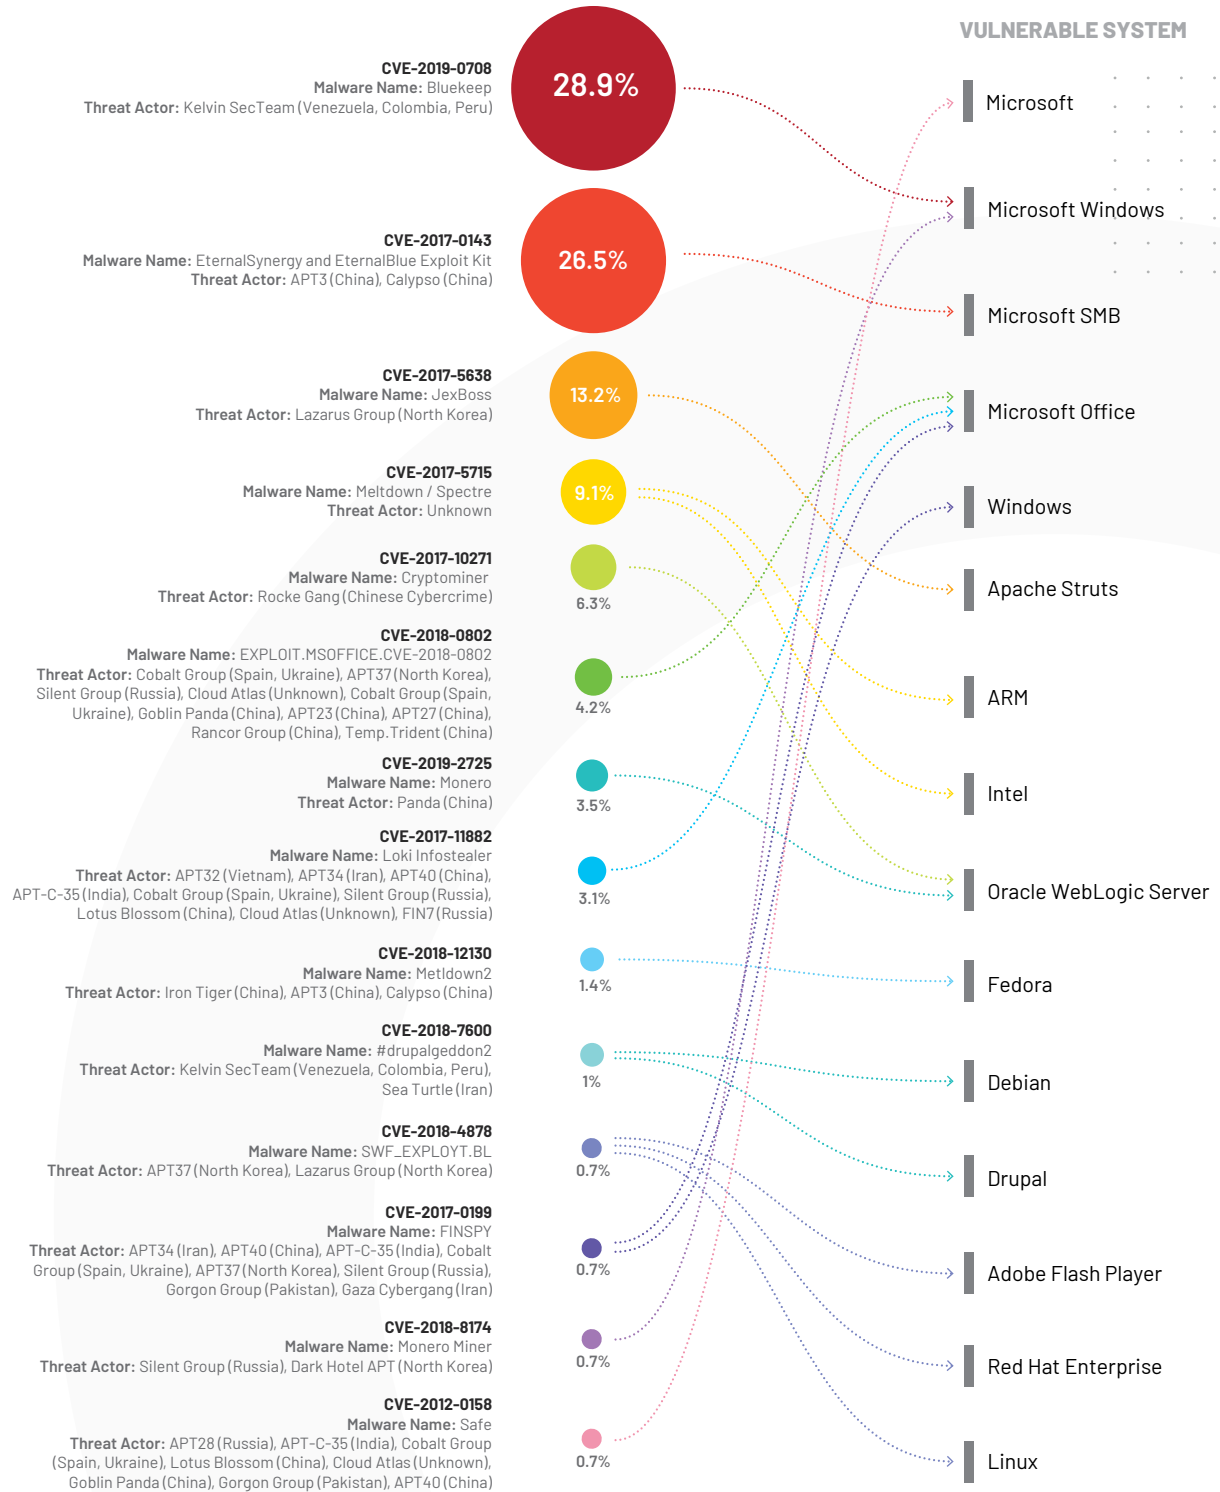 VULNERABLE SYSTEM
CVE-2019-0708
Malware Name: Bluekeep
Threat Actor: Kelvin SecTeam (Venezuela, Colombia, Peru)
28.9%
CVE-2017-0143
Malware Name: EternalSynergy and EternalBlue Exploit Kit
Threat Actor: APT3 (China), Calypso (China)
26.5%
CVE-2017-5638
Malware Name: JexBoss
Threat Actor: Lazarus Group (North Korea)
13.2%
CVE-2017-5715
Malware Name: Meltdown / Spectre
Threat Actor: Unknown
9.1%
CVE-2017-10271
Malware Name: Cryptominer
Threat Actor: Rocke Gang (Chinese Cybercrime)
6.3%
CVE-2018-0802
Malware Name: EXPLOIT.MSOFFICE.CVE-2018-0802
Threat Actor: Cobalt Group (Spain, Ukraine), APT37 (North Korea),
Silent Group (Russia), Cloud Atlas (Unknown), Cobalt Group (Spain,
Ukraine), Goblin Panda (China), APT23 (China), APT27 (China),
Rancor Group (China), Temp.Trident (China)
4.2%
CVE-2019-2725
Malware Name: Monero
Threat Actor: Panda (China)
3.5%
CVE-2017-11882
Malware Name: Loki Infostealer
Threat Actor: APT32 (Vietnam), APT34 (Iran), APT40 (China),
APT-C-35 (India), Cobalt Group (Spain, Ukraine), Silent Group (Russia),
Lotus Blossom (China), Cloud Atlas (Unknown), FIN7 (Russia)
3.1%
CVE-2018-12130
Malware Name: Metldown2
Threat Actor: Iron Tiger (China), APT3 (China), Calypso (China)
1.4%
CVE-2018-7600
Malware Name: #drupalgeddon2
Threat Actor: Kelvin SecTeam (Venezuela, Colombia, Peru),
Sea Turtle (Iran)
1%
CVE-2018-4878
Malware Name: SWF_EXPLOYT.BL
Threat Actor: APT37 (North Korea), Lazarus Group (North Korea)
0.7%
CVE-2017-0199
Malware Name: FINSPY
Threat Actor: APT34 (Iran), APT40 (China), APT-C-35 (India), Cobalt
Group (Spain, Ukraine), APT37 (North Korea), Silent Group (Russia),
Gorgon Group (Pakistan), Gaza Cybergang (Iran)
0.7%
CVE-2018-8174
Malware Name: Monero Miner
Threat Actor: Silent Group (Russia), Dark Hotel APT (North Korea)
0.7%
CVE-2012-0158
Malware Name: Safe
Threat Actor: APT28 (Russia), APT-C-35 (India), Cobalt Group
(Spain, Ukraine), Lotus Blossom (China), Cloud Atlas (Unknown),
Goblin Panda (China), Gorgon Group (Pakistan), APT40 (China)
0.7%
Microsoft
Microsoft Windows
Microsoft SMB
Microsoft Office
Windows
Apache Struts
ARM
Intel
Oracle WebLogic Server
Fedora
Debian
Drupal
Adobe Flash Player
Red Hat Enterprise
Linux